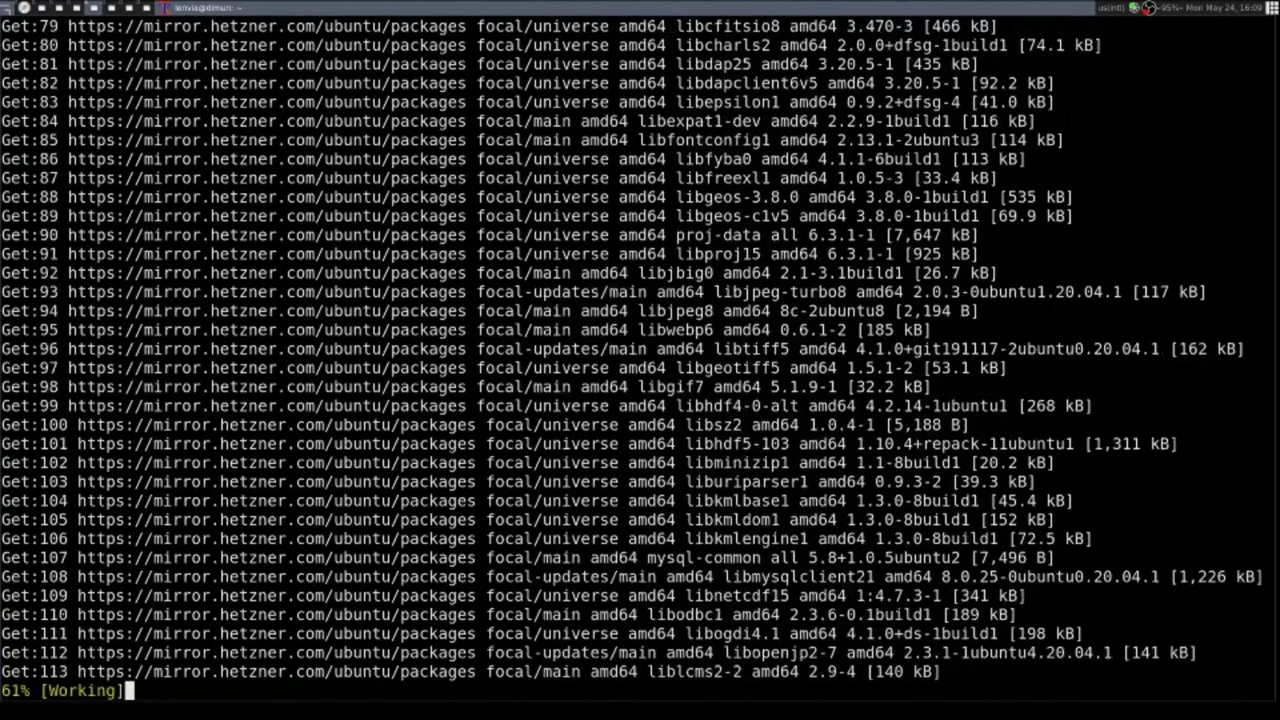 lonvia@dimun: ~
us(intl) 95% Mon May 24, 16:09
Get:79 https://mirror.hetzner.com/ubuntu/packages focal/universe amd64 libcfitsio8 amd64 3.470-3 [466 kB]
Get:80 https://mirror.hetzner.com/ubuntu/packages focal/universe amd64 libcharls2 amd64 2.0.0+dfsg-1build1 [74.1 kB]
Get:81 https://mirror.hetzner.com/ubuntu/packages focal/universe amd64 libdap25 amd64 3.20.5-1 [435 kB]
Get:82 https://mirror.hetzner.com/ubuntu/packages focal/universe amd64 libdapclient6v5 amd64 3.20.5-1 [92.2 kB]
Get:83 https://mirror.hetzner.com/ubuntu/packages focal/universe amd64 libepsilon1 amd64 0.9.2+dfsg-4 [41.0 kB]
Get:84 https://mirror.hetzner.com/ubuntu/packages focal/main amd64 libexpat1-dev amd64 2.2.9-1build1 [116 kB]
Get:85 https://mirror.hetzner.com/ubuntu/packages focal/main amd64 libfontconfig1 amd64 2.13.1-2ubuntu3 [114 kB]
Get:86 https://mirror.hetzner.com/ubuntu/packages focal/universe amd64 libfyba0 amd64 4.1.1-6build1 [113 kB]
Get:87 https://mirror.hetzner.com/ubuntu/packages focal/universe amd64 libfreexl1 amd64 1.0.5-3 [33.4 kB]
Get:88 https://mirror.hetzner.com/ubuntu/packages focal/universe amd64 libgeos-3.8.0 amd64 3.8.0-1build1 [535 kB]
Get:89 https://mirror.hetzner.com/ubuntu/packages focal/universe amd64 libgeos-c1v5 amd64 3.8.0-1build1 [69.9 kB]
Get:90 https://mirror.hetzner.com/ubuntu/packages focal/universe amd64 proj-data all 6.3.1-1 [7,647 kB]
Get:91 https://mirror.hetzner.com/ubuntu/packages focal/universe amd64 libproj15 amd64 6.3.1-1 [925 kB]
Get:92 https://mirror.hetzner.com/ubuntu/packages focal/main amd64 libjbig0 amd64 2.1-3.1build1 [26.7 kB]
Get:93 https://mirror.hetzner.com/ubuntu/packages focal-updates/main amd64 libjpeg-turbo8 amd64 2.0.3-0ubuntu1.20.04.1 [117 kB]
Get:94 https://mirror.hetzner.com/ubuntu/packages focal/main amd64 libjpeg8 amd64 8c-2ubuntu8 [2,194 B]
Get:95 https://mirror.hetzner.com/ubuntu/packages focal/main amd64 libwebp6 amd64 0.6.1-2 [185 kB]
Get:96 https://mirror.hetzner.com/ubuntu/packages focal-updates/main amd64 libtiff5 amd64 4.1.0+git191117-2ubuntu0.20.04.1 [162 kB]
Get:97 https://mirror.hetzner.com/ubuntu/packages focal/universe amd64 libgeotiff5 amd64 1.5.1-2 [53.1 kB]
Get:98 https://mirror.hetzner.com/ubuntu/packages focal/main amd64 libgif7 amd64 5.1.9-1 [32.2 kB]
Get:99 https://mirror.hetzner.com/ubuntu/packages focal/universe amd64 libhdf4-0-alt amd64 4.2.14-1ubuntu1 [268 kB]
Get:100 https://mirror.hetzner.com/ubuntu/packages focal/universe amd64 libsz2 amd64 1.0.4-1 [5,188 B]
Get:101 https://mirror.hetzner.com/ubuntu/packages focal/universe amd64 libhdf5-103 amd64 1.10.4+repack-11ubuntu1 [1,311 kB]
Get:102 https://mirror.hetzner.com/ubuntu/packages focal/universe amd64 libminizip1 amd64 1.1-8build1 [20.2 kB]
Get:103 https://mirror.hetzner.com/ubuntu/packages focal/universe amd64 liburiparser1 amd64 0.9.3-2 [39.3 kB]
Get:104 https://mirror.hetzner.com/ubuntu/packages focal/universe amd64 libkmlbase1 amd64 1.3.0-8build1 [45.4 kB]
Get:105 https://mirror.hetzner.com/ubuntu/packages focal/universe amd64 libkmldom1 amd64 1.3.0-8build1 [152 kB]
Get:106 https://mirror.hetzner.com/ubuntu/packages focal/universe amd64 libkmlengine1 amd64 1.3.0-8build1 [72.5 kB]
Get:107 https://mirror.hetzner.com/ubuntu/packages focal/main amd64 mysql-common all 5.8+1.0.5ubuntu2 [7,496 B]
Get:108 https://mirror.hetzner.com/ubuntu/packages focal-updates/main amd64 libmysqlclient21 amd64 8.0.25-0ubuntu0.20.04.1 [1,226 kB]
Get:109 https://mirror.hetzner.com/ubuntu/packages focal/universe amd64 libnetcdf15 amd64 1:4.7.3-1 [341 kB]
Get:110 https://mirror.hetzner.com/ubuntu/packages focal/main amd64 libodbc1 amd64 2.3.6-0.1build1 [189 kB]
Get:111 https://mirror.hetzner.com/ubuntu/packages focal/universe amd64 libogdi4.1 amd64 4.1.0+ds-1build1 [198 kB]
Get:112 https://mirror.hetzner.com/ubuntu/packages focal-updates/main amd64 libopenjp2-7 amd64 2.3.1-1ubuntu4.20.04.1 [141 kB]
Get:113 https://mirror.hetzner.com/ubuntu/packages focal/main amd64 liblcms2-2 amd64 2.9-4 [140 kB]
61% [Working]